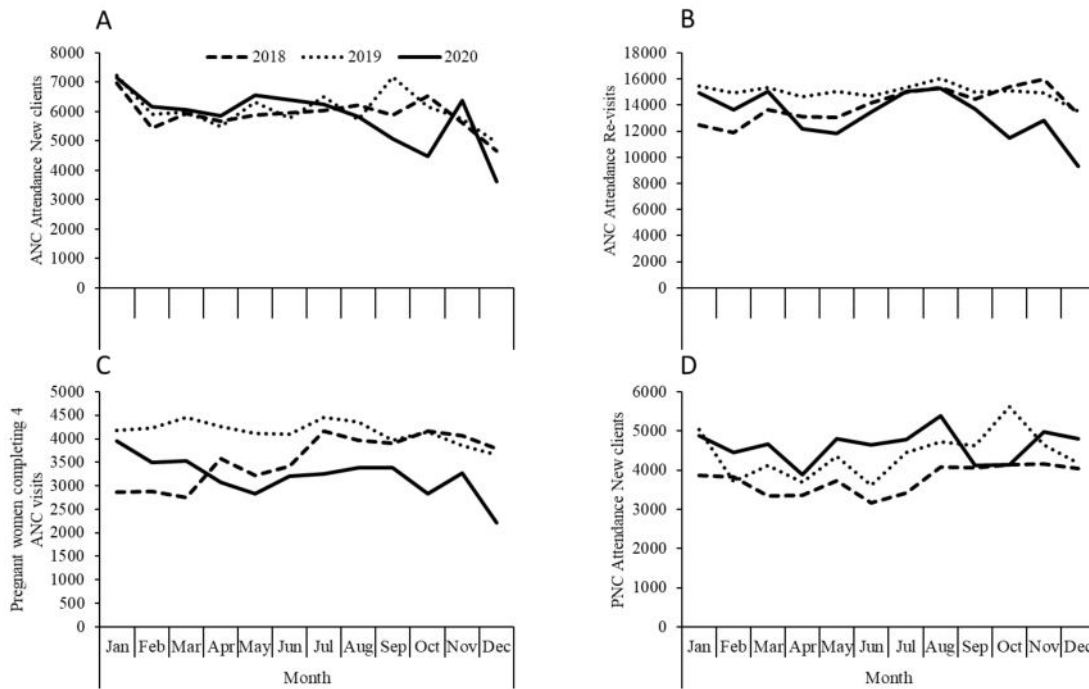 A
8000
7000
6000
5000
4000
3000
2000
1000
0
ANC Attendance New clients
2018 2019 2020
B
18000
16000
14000
12000
10000
8000
6000
4000
2000
0
ANC Attendance Re-visits
C
5000
4500
4000
3500
3000
2500
2000
1500
1000
500
0
Pregnant women completing 4
ANC visits
Jan Feb Mar Apr May Jun Jul Aug Sep Oct Nov Dec
Month
D
6000
5000
4000
3000
2000
1000
0
PNC Attendance New clients
Jan Feb Mar Apr May Jun Jul Aug Sep Oct Nov Dec
Month